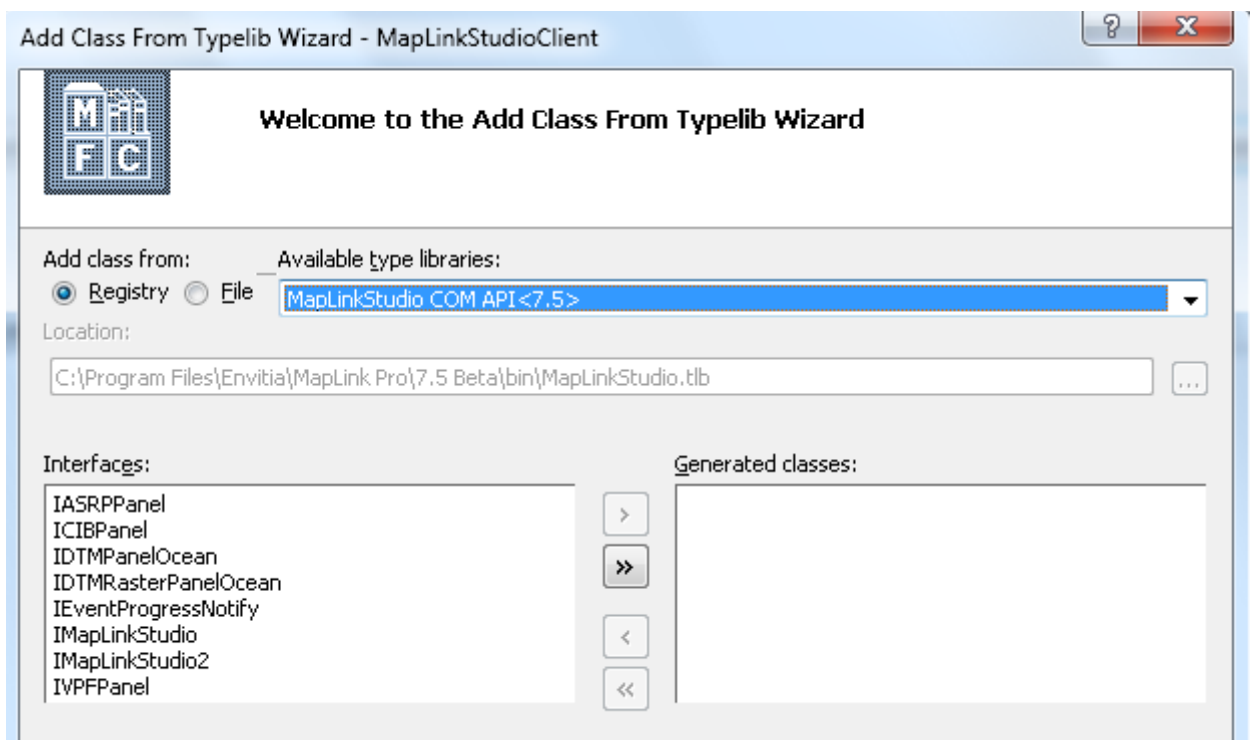 Add Class From Typelib Wizard - MapLinkStudioClient
?
X
M
F C
Welcome to the Add Class From Typelib Wizard
Add class from:
Available type libraries:
Registry
File
MapLinkStudio COM API<7.5>
Location:
C:\Program Files\Envitia\MapLink Pro\7.5 Beta\bin\MapLinkStudio.tlb
...
Interfaces:
Generated classes:
IASRPPanel
ICIBPanel
IDTMPanelOcean
IDTMRasterPanelOcean
IEventProgressNotify
IMapLinkStudio
IMapLinkStudio2
IVPFPanel
>
>>
<
<<